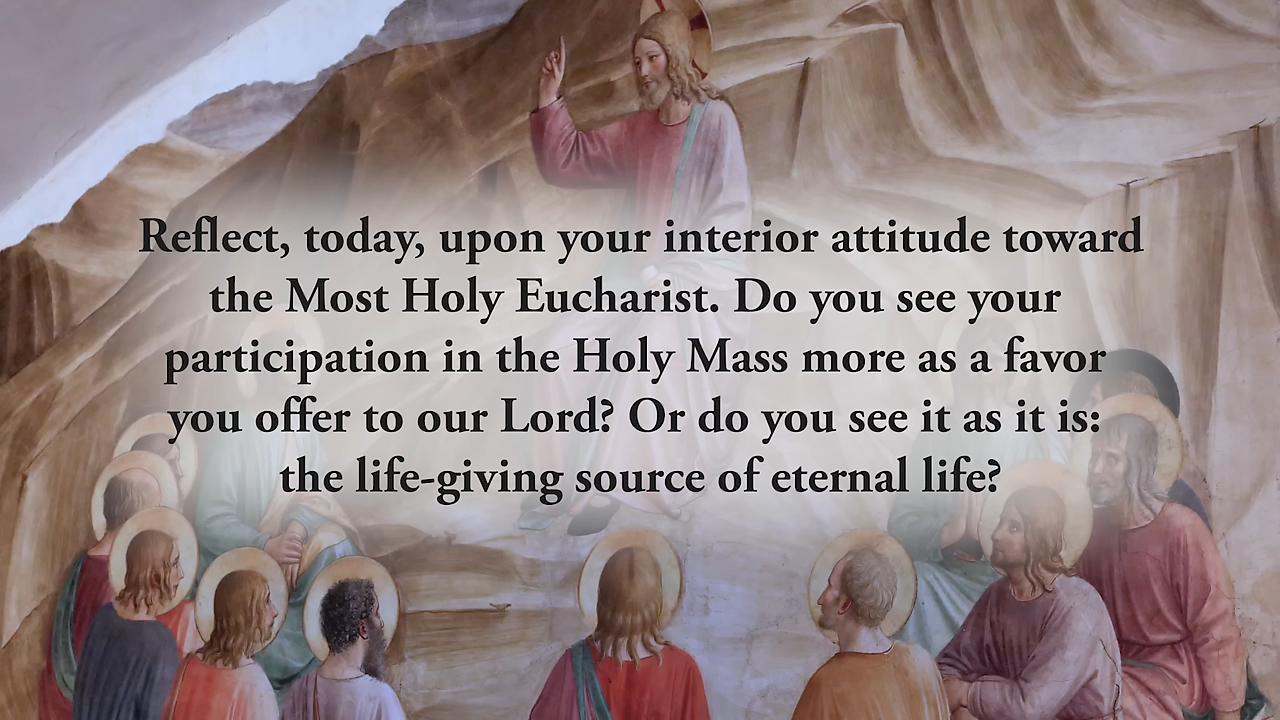 Reflect, today, upon your interior attitude toward
the Most Holy Eucharist. Do you see your
participation in the Holy Mass more as a favor
you offer to our Lord? Or do you see it as it is:
the life-giving source of eternal life?